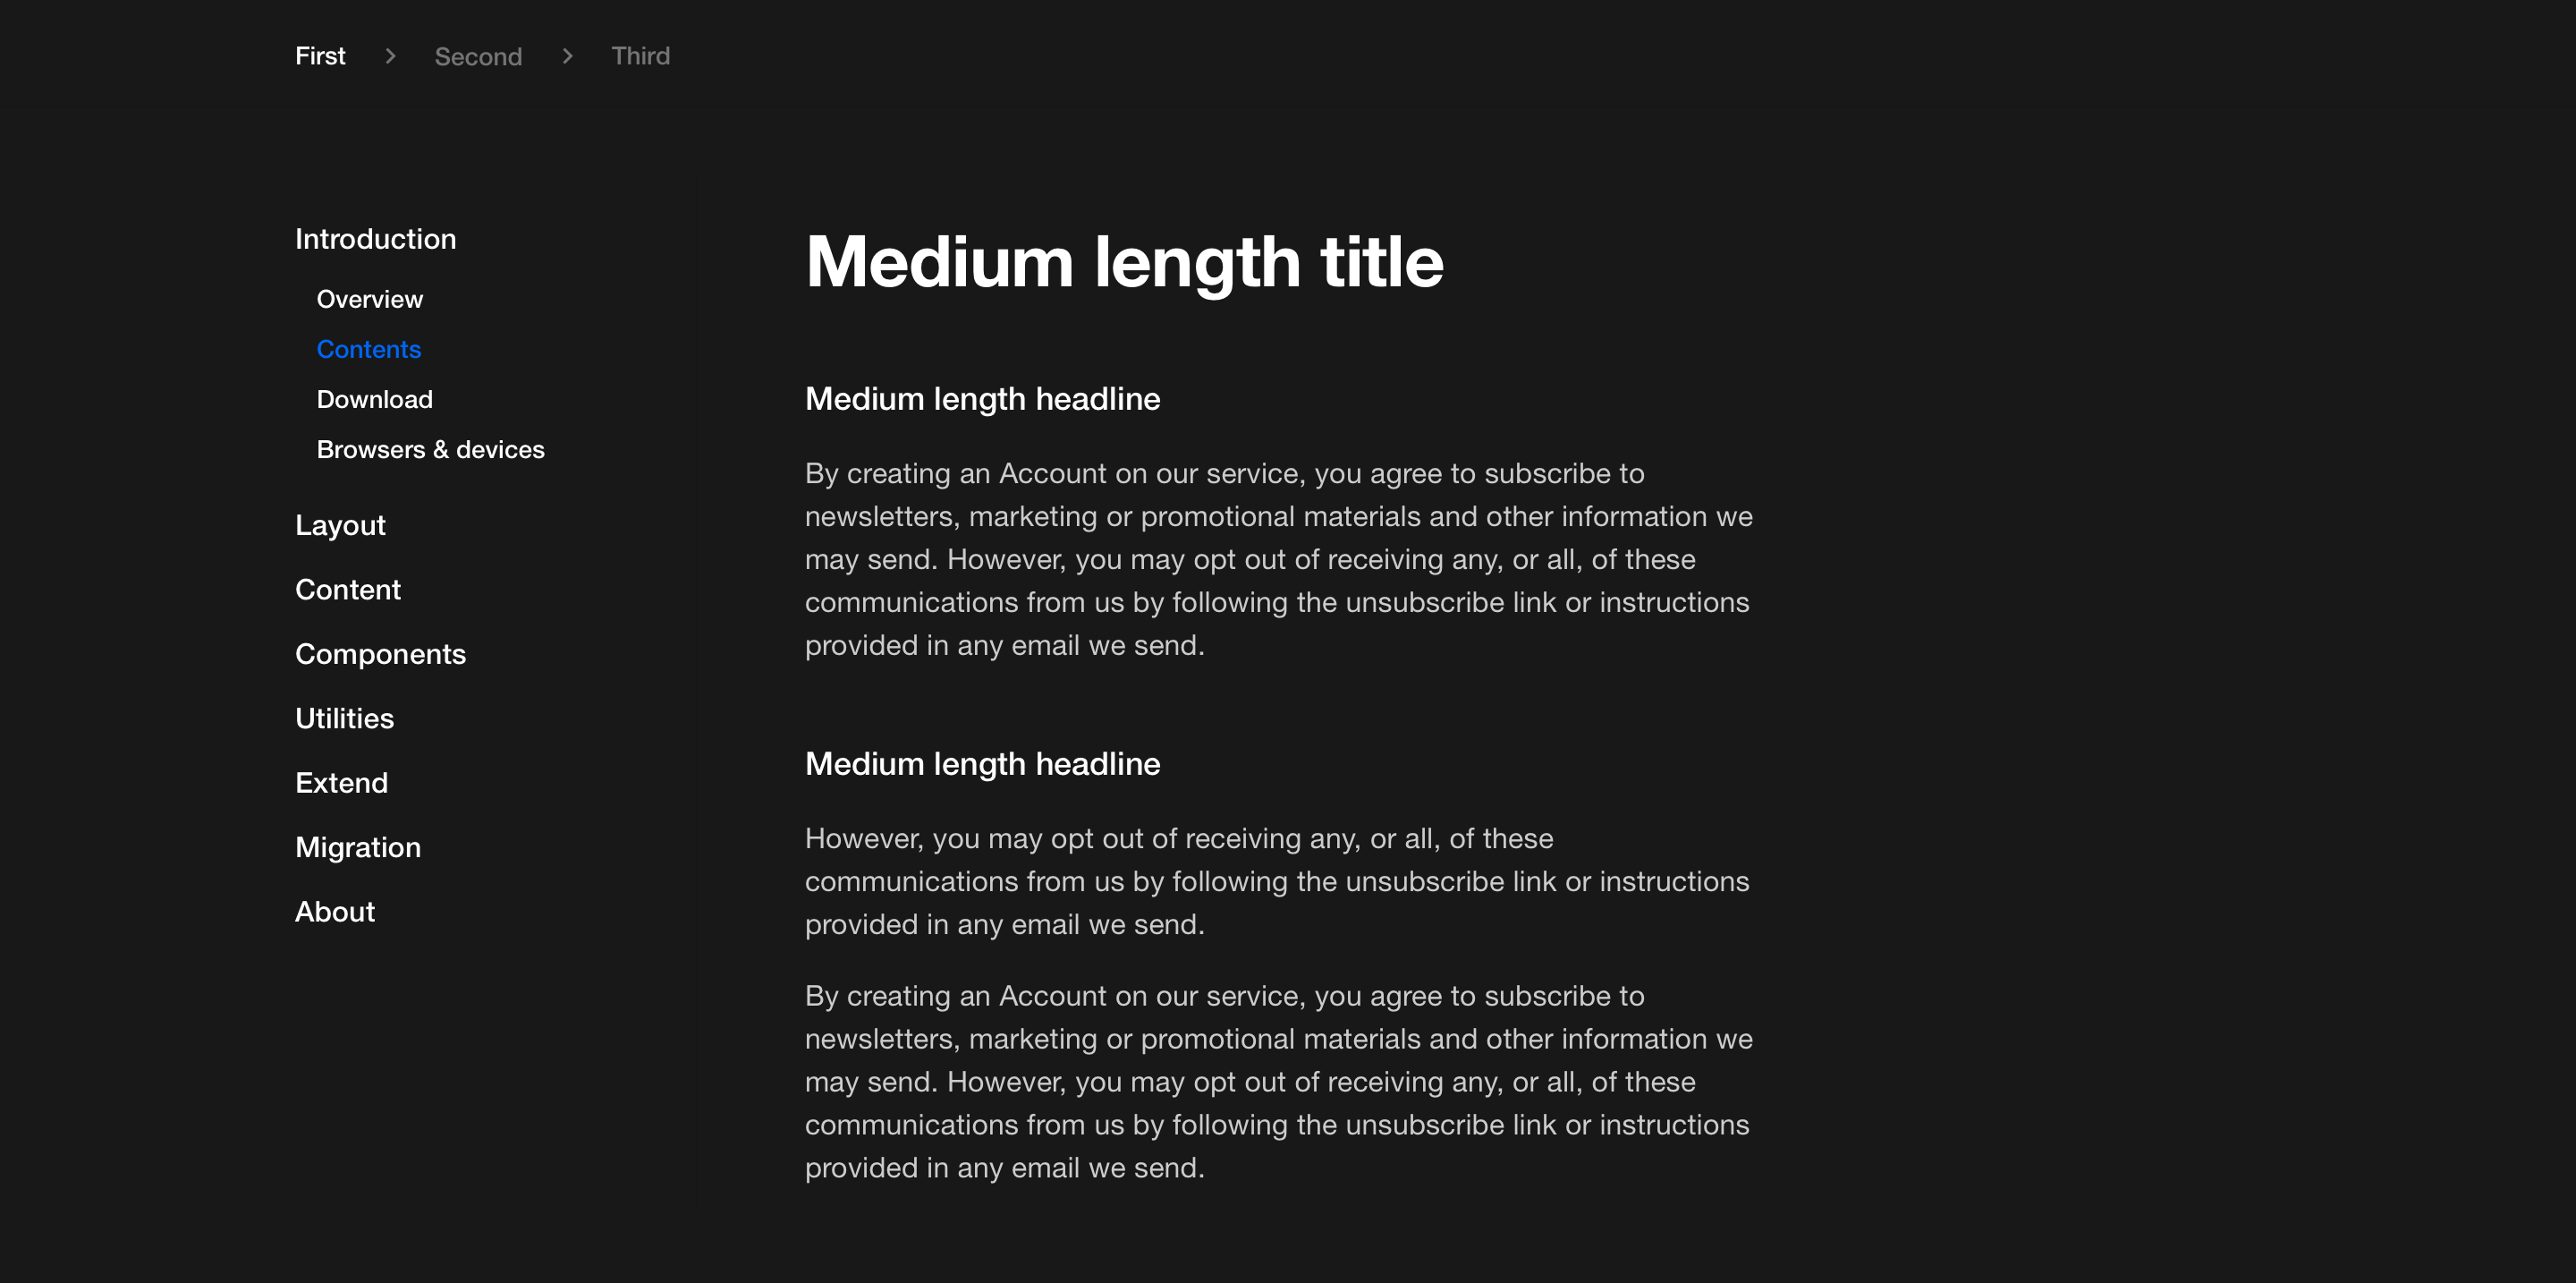 First > Second > Third
Introduction
Overview
Contents
Download
Browsers & devices
Layout
Content
Components
Utilities
Extend
Migration
About
Medium length title
Medium length headline
By creating an Account on our service, you agree to subscribe to
newsletters, marketing or promotional materials and other information we
may send. However, you may opt out of receiving any, or all, of these
communications from us by following the unsubscribe link or instructions
provided in any email we send.
Medium length headline
However, you may opt out of receiving any, or all, of these
communications from us by following the unsubscribe link or instructions
provided in any email we send.
By creating an Account on our service, you agree to subscribe to
newsletters, marketing or promotional materials and other information we
may send. However, you may opt out of receiving any, or all, of these
communications from us by following the unsubscribe link or instructions
provided in any email we send.